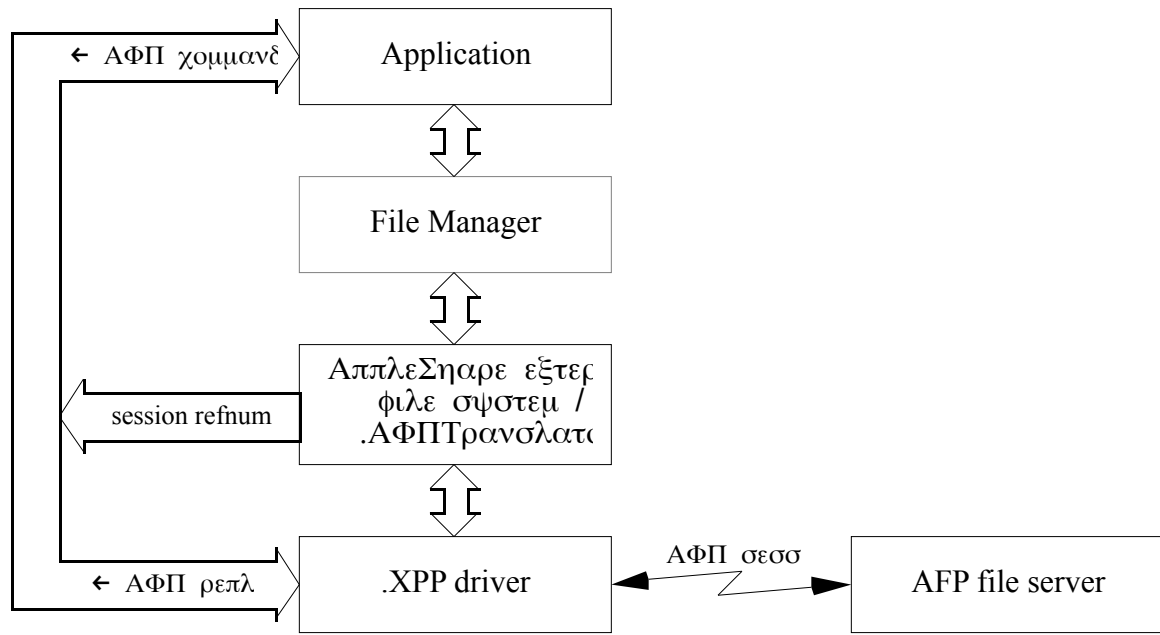 ← ΑΦΠ χομμανδ
Application
File Manager
ΑππλεΣηαρε εξτερ
φιλε σψστεμ /
.ΑΦΠΤρανσλατο
session refnum
← ΑΦΠ ρεπλ
.XPP driver
ΑΦΠ σεσσ
AFP file server